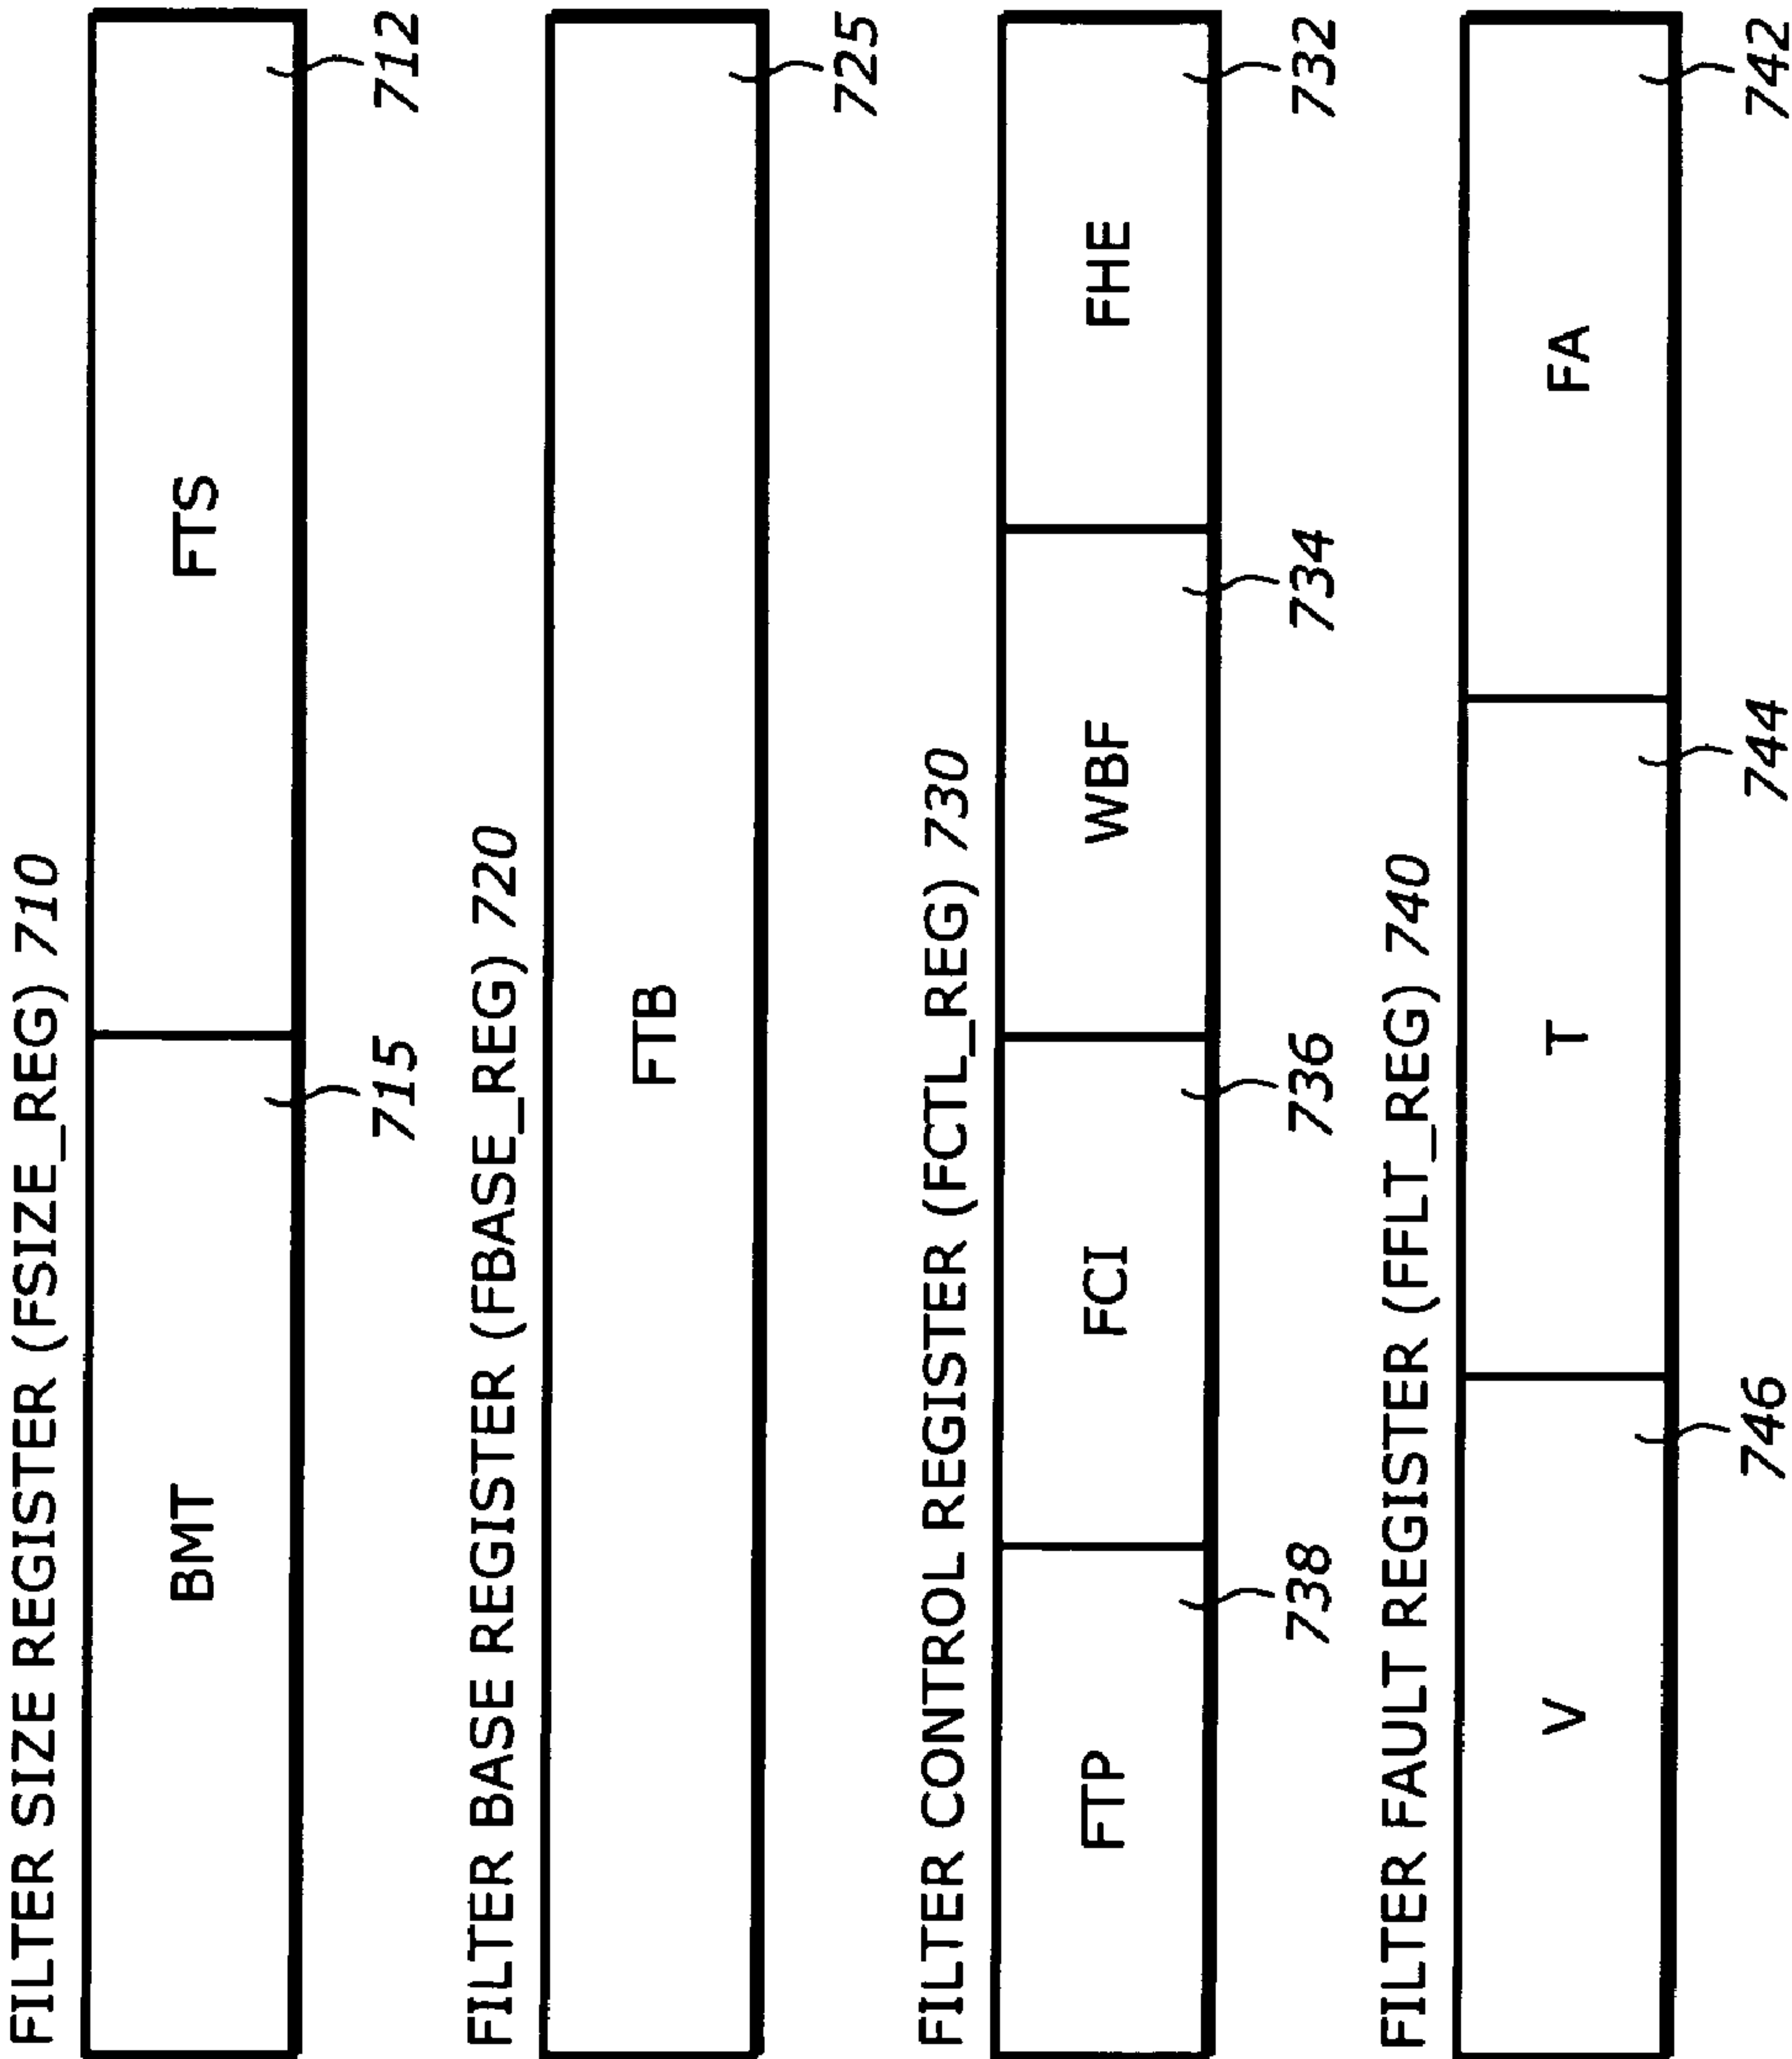 FILTER SIZE REGISTER (FSIZE_REG) 710
BMT FTS
715 712
FILTER BASE REGISTER (FBASE_REG) 720
FTB
725
FILTER CONTROL REGISTER (FCTL_REG) 730
FTP FCI WBF FHE
738 736 734 732
FILTER FAULT REGISTER (FFLT_REG) 740
V T FA
746 744 742